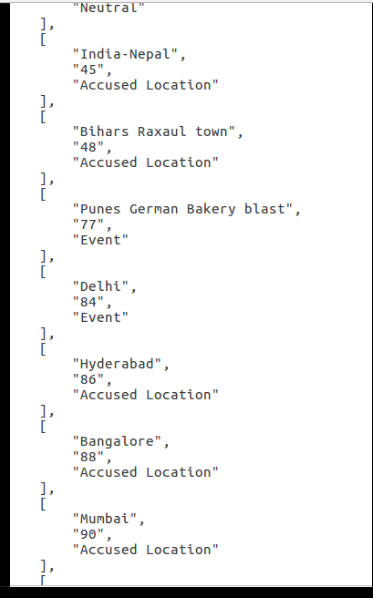 "Neutral"
],
[
"India-Nepal",
"45",
"Accused Location"
],
[
"Bihars Raxaul town",
"48",
"Accused Location"
],
[
"Punes German Bakery blast",
"77",
"Event"
],
[
"Delhi",
"84",
"Event"
],
[
"Hyderabad",
"86",
"Accused Location"
],
[
"Bangalore",
"88",
"Accused Location"
],
[
"Mumbai",
"90",
"Accused Location"
],
[